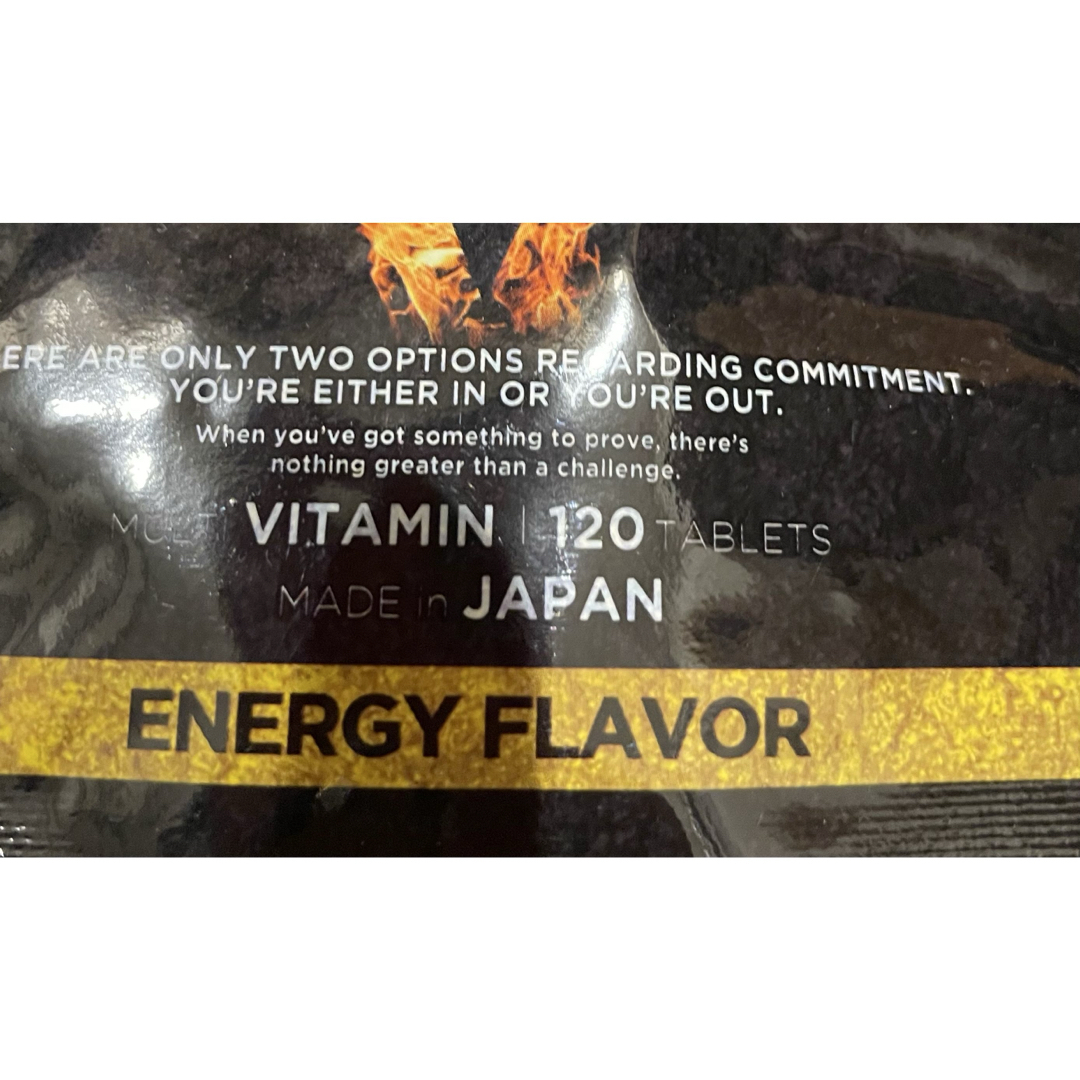 ERE ARE ONLY TWO OPTIONS REGARDING COMMITMENT.
YOU'RE EITHER IN OR YOU'RE OUT.
When you've got something to prove, there's
nothing greater than a challenge.
MULTI VITAMIN | 120 TABLETS
MADE in JAPAN
ENERGY FLAVOR